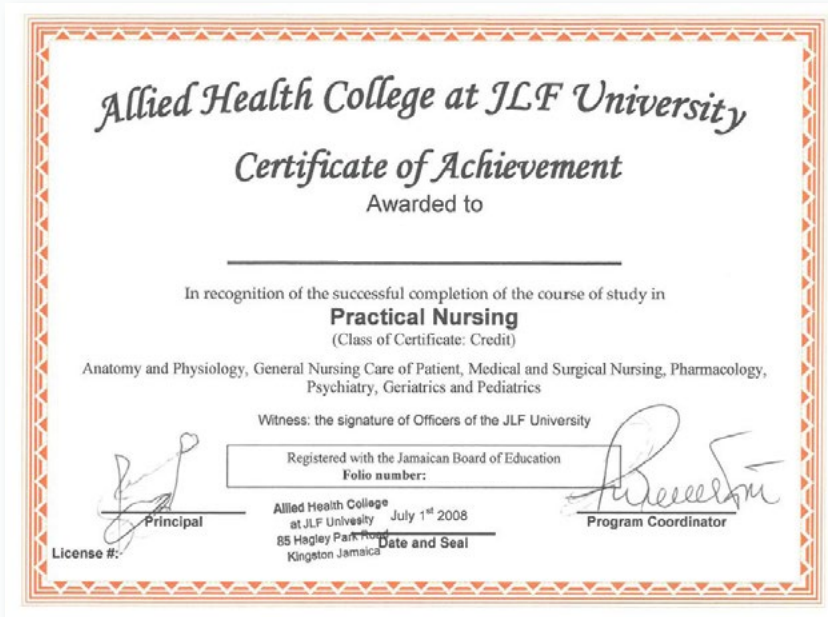 Allied Health College at JLF University
Certificate of Achievement
Awarded to
In recognition of the successful completion of the course of study in
Practical Nursing
(Class of Certificate: Credit)
Anatomy and Physiology, General Nursing Care of Patient, Medical and Surgical Nursing, Pharmacology,
Psychiatry, Geriatrics and Pediatrics
Witness: the signature of Officers of the JLF University
Registered with the Jamaican Board of Education
Folio number:
Principal
Allied Health College
at JLF Univesity
85 Hagley Park Road
Kingston Jamaica
July 1st 2008
Date and Seal
Program Coordinator
License #:-